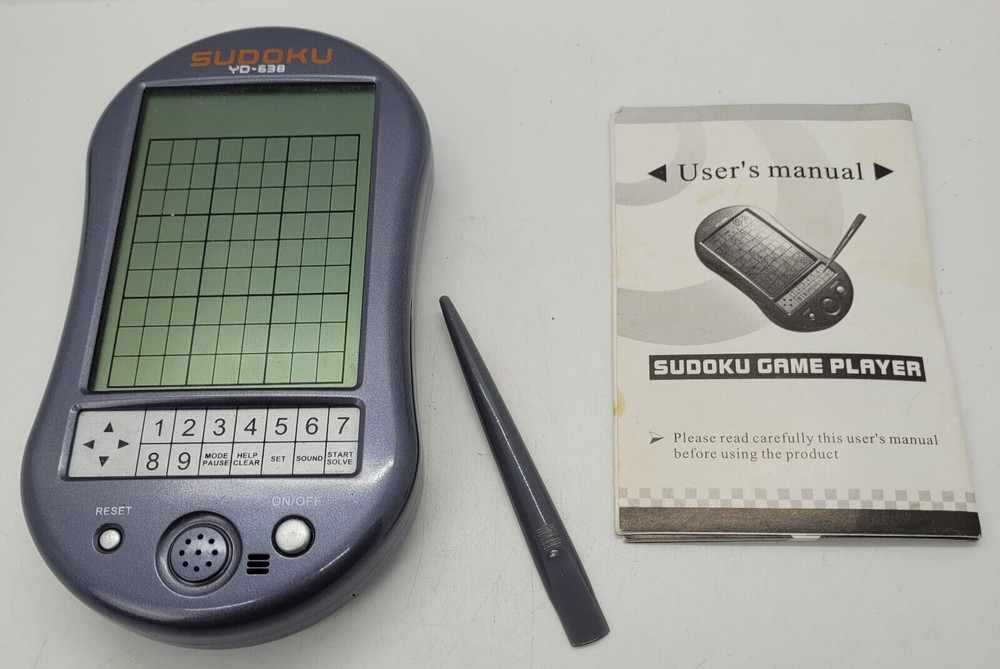 SUDOKU
YD-638
1 2 3 4 5 6 7
8 9 MODE PAUSE HELP CLEAR SET SOUND START SOLVE
RESET
ON/OFF
User's manual
SUDOKU GAME PLAYER
Please read carefully this user's manual
before using the product